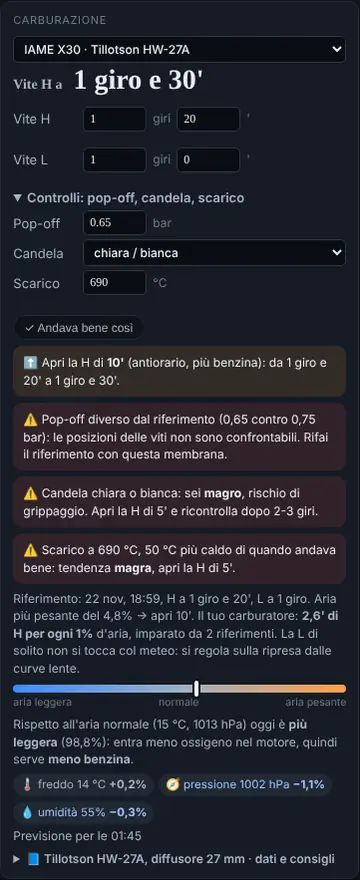 CARBURAZIONE
IAME X30 · Tillotson HW-27A
Vite H a 1 giro e 30'
Vite H 1 giri 20 '
Vite L 1 giri 0 '
▼ Controlli: pop-off, candela, scarico
Pop-off 0.65 bar
Candela chiara / bianca
Scarico 690 °C
✓ Andava bene così
⬆️ Apri la H di 10' (antiorario, più benzina): da 1 giro e
20' a 1 giro e 30'.
⚠️ Pop-off diverso dal riferimento (0,65 contro 0,75
bar): le posizioni delle viti non sono confrontabili. Rifai
il riferimento con questa membrana.
⚠️ Candela chiara o bianca: sei magro, rischio di
grippaggio. Apri la H di 5' e ricontrolla dopo 2-3 giri.
⚠️ Scarico a 690 °C, 50 °C più caldo di quando andava
bene: tendenza magra, apri la H di 5'.
Riferimento: 22 nov, 18:59, H a 1 giro e 20', L a 1 giro. Aria
più pesante del 4,8% → apri 10'. Il tuo carburatore: 2,6' di
H per ogni 1% d'aria, imparato da 2 riferimenti. La L di
solito non si tocca col meteo: si regola sulla ripresa dalle
curve lente.
aria leggera normale aria pesante
Rispetto all'aria normale (15 °C, 1013 hPa) oggi è più
leggera (98,8%): entra meno ossigeno nel motore, quindi
serve meno benzina.
🌡️ freddo 14 °C +0,2% 🧭 pressione 1002 hPa −1,1%
💧 umidità 55% −0,3%
Previsione per le 01:45
▶ 📘 Tillotson HW-27A, diffusore 27 mm · dati e consigli